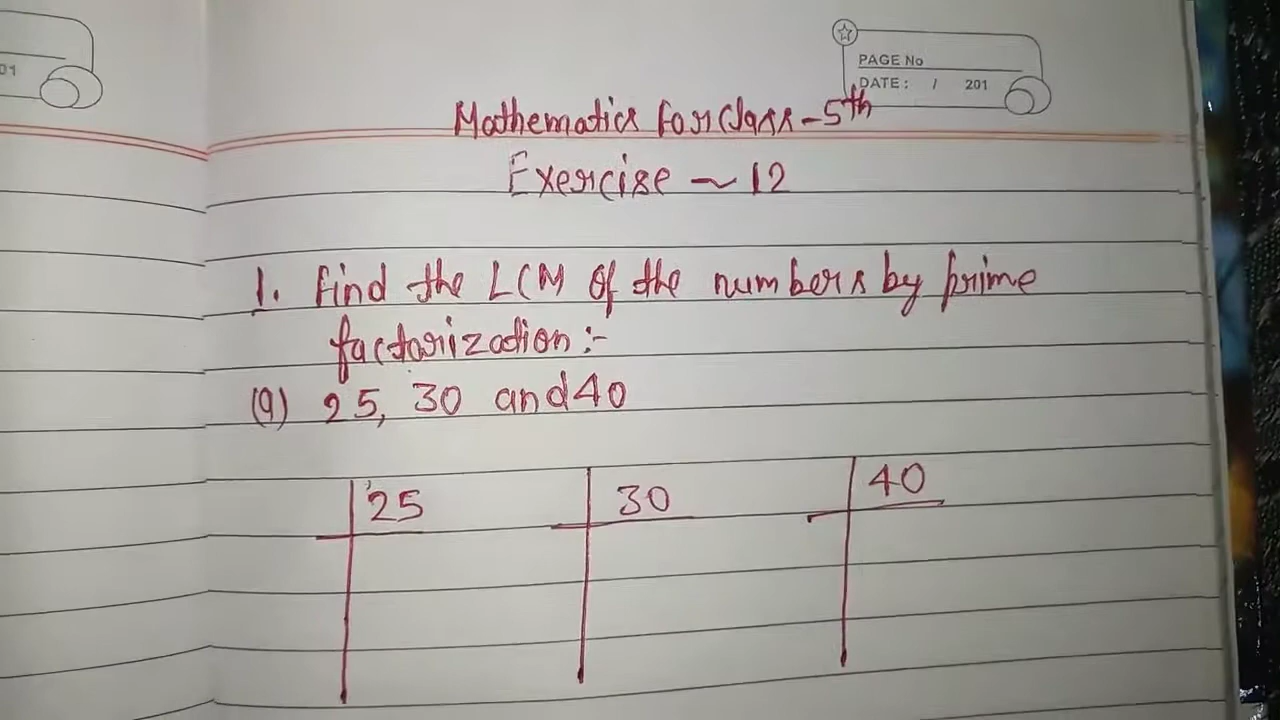 01
PAGE No
DATE : / 201
Mathematics for Class-5th
Exercise ~ 12
1. Find the LCM of the numbers by prime
factorization :-
(a) 25, 30 and 40
25 30 40